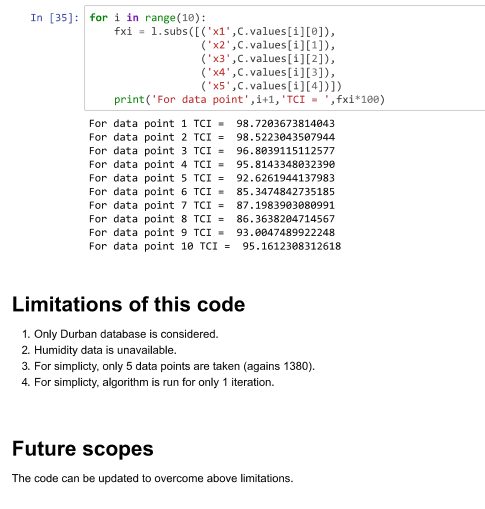 In [35]: for i in range(10):
    fxi = l.subs([('x1',C.values[i][0]),
                  ('x2',C.values[i][1]),
                  ('x3',C.values[i][2]),
                  ('x4',C.values[i][3]),
                  ('x5',C.values[i][4])])
    print('For data point',i+1,'TCI = ',fxi*100)
For data point 1 TCI =  98.7203673814043
For data point 2 TCI =  98.5223043507944
For data point 3 TCI =  96.8039115112577
For data point 4 TCI =  95.8143348032390
For data point 5 TCI =  92.6261944137983
For data point 6 TCI =  85.3474842735185
For data point 7 TCI =  87.1983903080991
For data point 8 TCI =  86.3638204714567
For data point 9 TCI =  93.0047489922248
For data point 10 TCI =  95.1612308312618
Limitations of this code
1. Only Durban database is considered.
2. Humidity data is unavailable.
3. For simplicty, only 5 data points are taken (agains 1380).
4. For simplicty, algorithm is run for only 1 iteration.
Future scopes
The code can be updated to overcome above limitations.